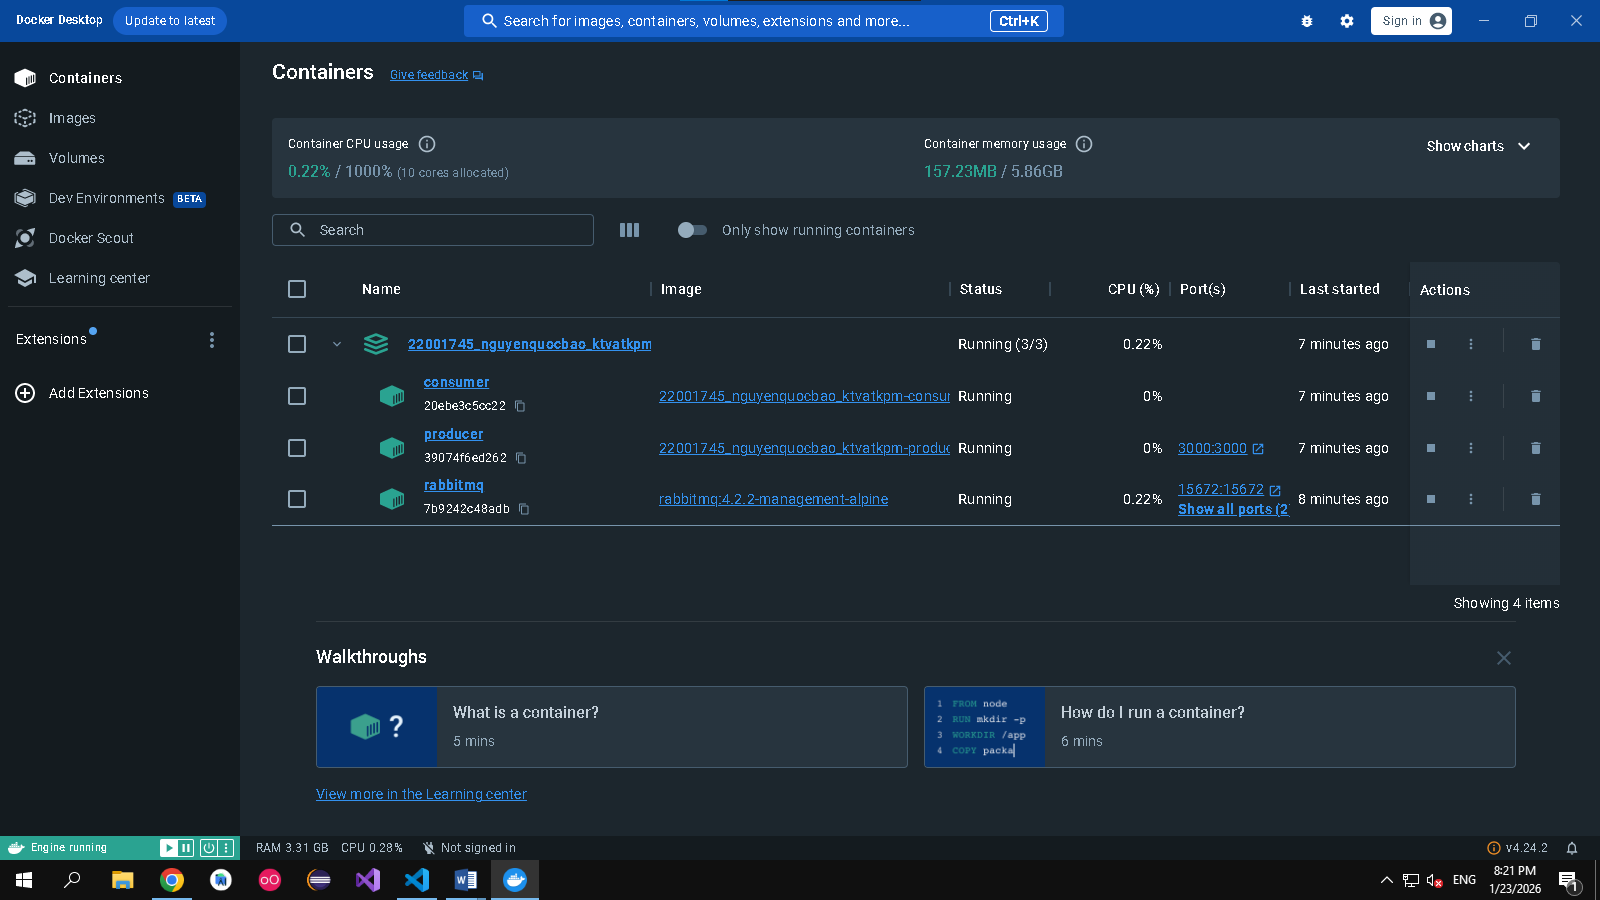 Docker Desktop
Update to latest
Search for images, containers, volumes, extensions and more...
Ctrl+K
Sign in
Containers
Images
Volumes
Dev Environments
BETA
Docker Scout
Learning center
Extensions
Add Extensions
Containers
Give feedback
Container CPU usage
0.22% / 1000% (10 cores allocated)
Container memory usage
157.23MB / 5.86GB
Show charts
Search
Only show running containers
Name
Image
Status
CPU (%)
Port(s)
Last started
Actions
22001745_nguyenquocbao_ktvatkpm
Running (3/3)
0.22%
7 minutes ago
consumer
20ebe3c5cc22
22001745_nguyenquocbao_ktvatkpm-consur
Running
0%
7 minutes ago
producer
39074f6ed262
22001745_nguyenquocbao_ktvatkpm-produc
Running
0%
3000:3000
7 minutes ago
rabbitmq
7b9242c48adb
rabbitmq:4.2.2-management-alpine
Running
0.22%
15672:15672
Show all ports (2)
8 minutes ago
Showing 4 items
Walkthroughs
?
What is a container?
5 mins
1 FROM node
2 RUN mkdir -p
3 WORKDIR /app
4 COPY packa
How do I run a container?
6 mins
View more in the Learning center
Engine running
RAM 3.31 GB
CPU 0.28%
Not signed in
v4.24.2
ENG
8:21 PM
1/23/2026
1